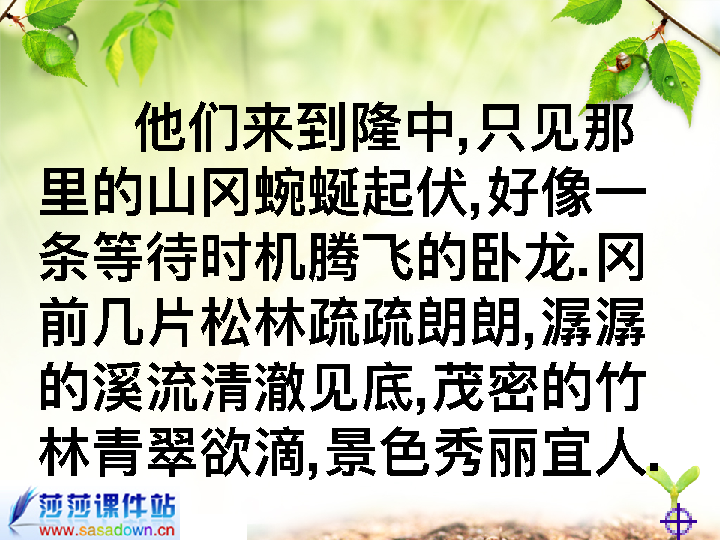 他们来到隆中,只见那
里的山冈蜿蜒起伏,好像一
条等待时机腾飞的卧龙.冈
前几片松林疏疏朗朗,潺潺
的溪流清澈见底,茂密的竹
林青翠欲滴,景色秀丽宜人.
莎莎课件站
www.sasadown.cn